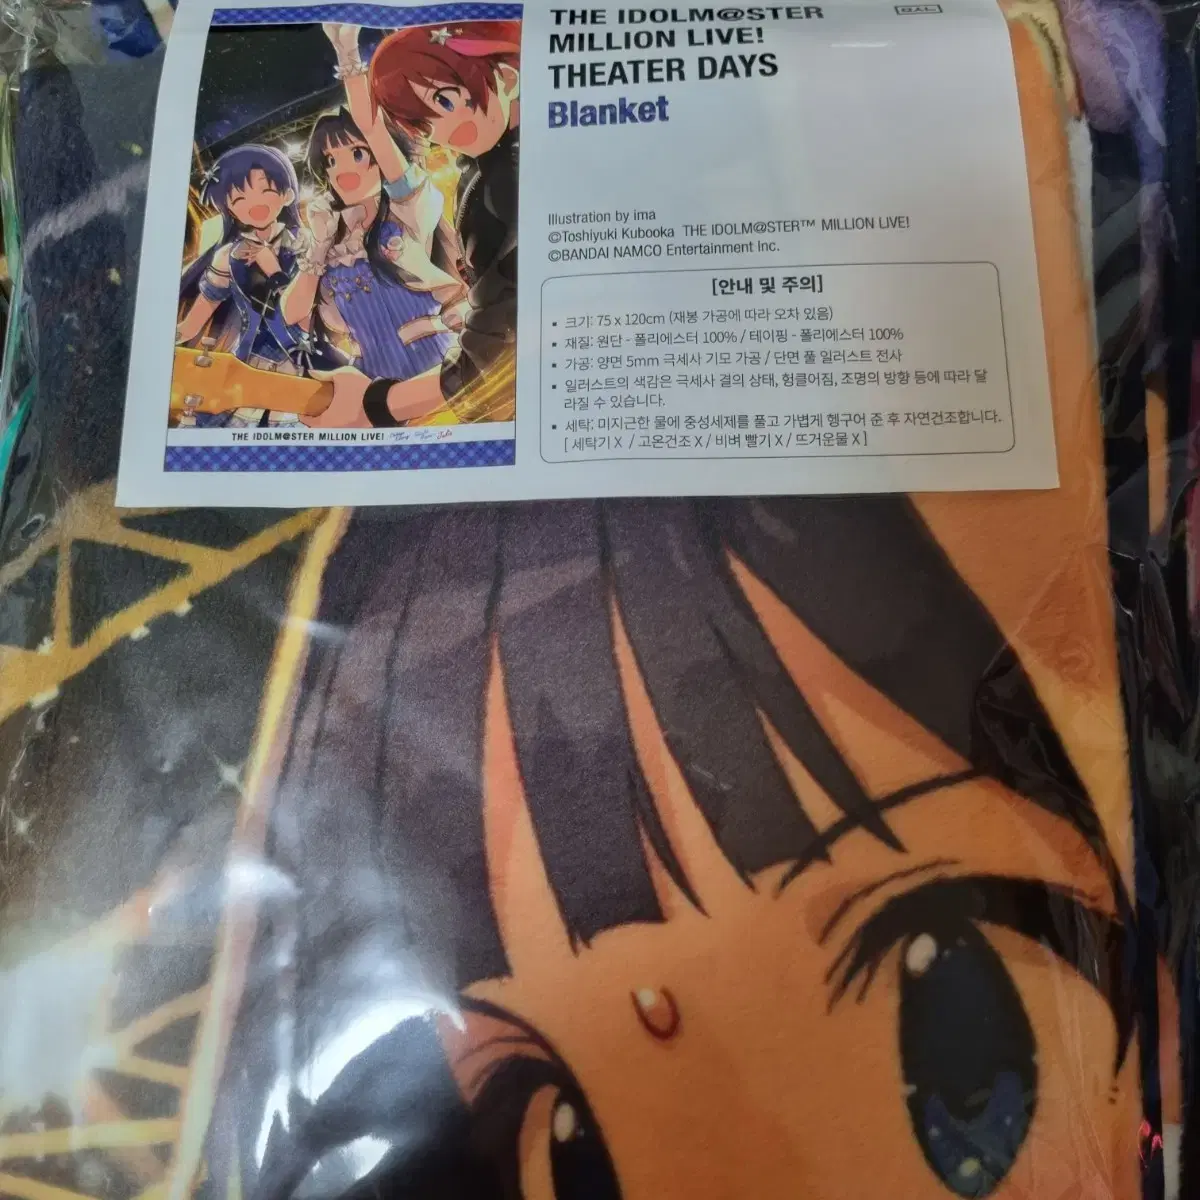 THE IDOLM@STER
MILLION LIVE!
THEATER DAYS
Blanket
Illustration by ima
©Toshiyuki Kubooka THE IDOLM@STER™ MILLION LIVE!
©BANDAI NAMCO Entertainment Inc.
[안내 및 주의]
▪ 크기: 75 x 120cm (재봉 가공에 따라 오차 있음)
▪ 재질: 원단 - 폴리에스터 100% / 테이핑 - 폴리에스터 100%
▪ 가공: 양면 5mm 극세사 기모 가공 / 단면 풀 일러스트 전사
▪ 일러스트의 색감은 극세사 결의 상태, 헝클어짐, 조명의 방향 등에 따라 달
라질 수 있습니다.
▪ 세탁: 미지근한 물에 중성세제를 풀고 가볍게 헹구어 준 후 자연건조합니다.
[ 세탁기 X / 고온건조 X / 비벼 빨기 X / 뜨거운물 X ]
THE IDOLM@STER MILLION LIVE!